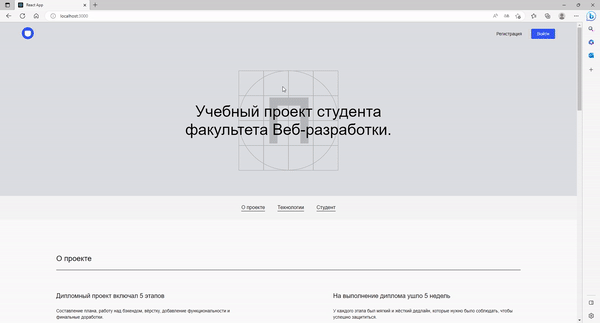 React App
localhost:3000
Регистрация
Войти
Учебный проект студента
факультета Веб-разработки.
О проекте
Технологии
Студент
О проекте
Дипломный проект включал 5 этапов
Составление плана, работу над бэкендом, вёрстку, добавление функциональности и
финальные доработки.
На выполнение диплома ушло 5 недель
У каждого этапа был мягкий и жёсткий дедлайн, которые нужно было соблюдать, чтобы
успешно защититься.